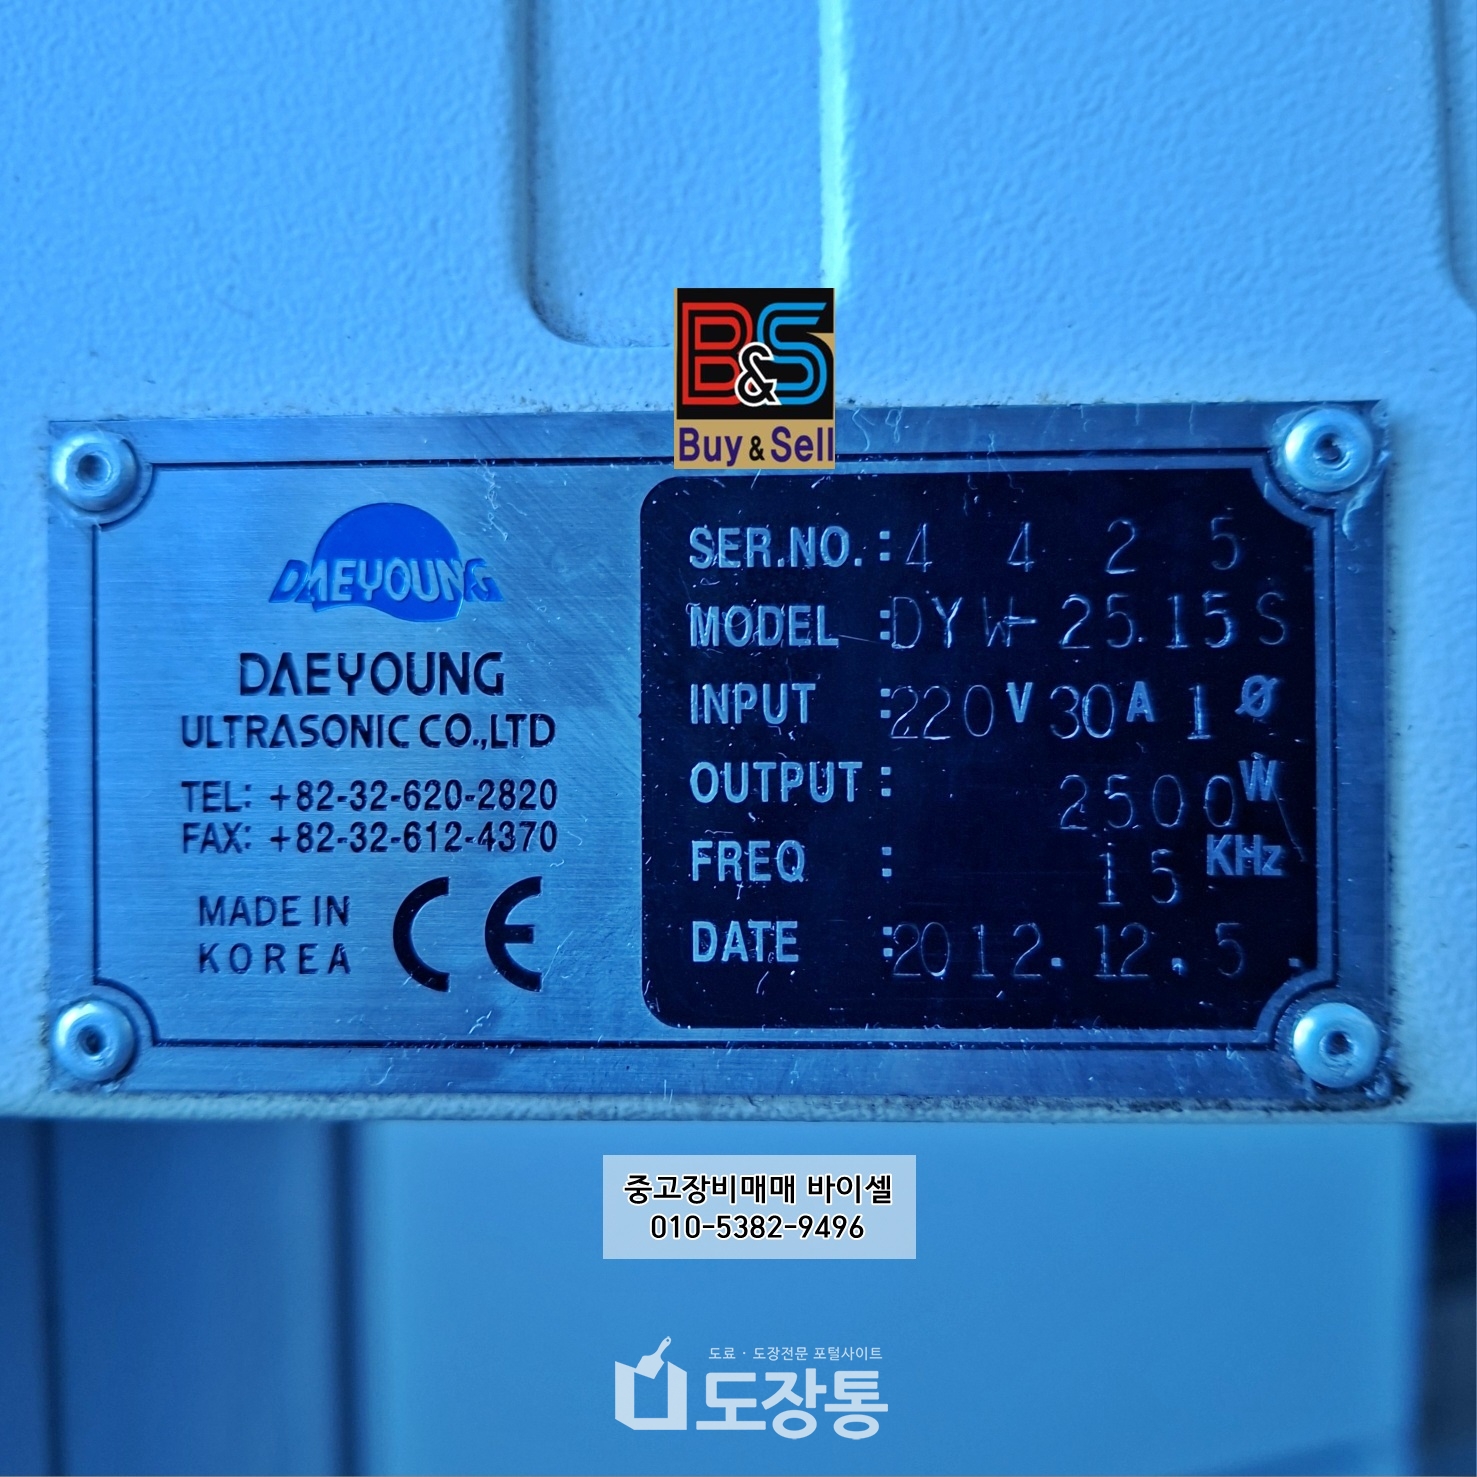 B&S
Buy & Sell
DAEYOUNG
DAEYOUNG
ULTRASONIC CO.,LTD
TEL: +82-32-620-2820
FAX: +82-32-612-4370
MADE IN
KOREA
CE
SER.NO. : 4 4 2 5
MODEL : DYW-2515S
INPUT : 220V 30A 1Ø
OUTPUT : 2500W
FREQ : 15 KHz
DATE : 2012.12.5.
중고장비매매 바이셀
010-5382-9496
도료 · 도장전문 포털사이트
도장통